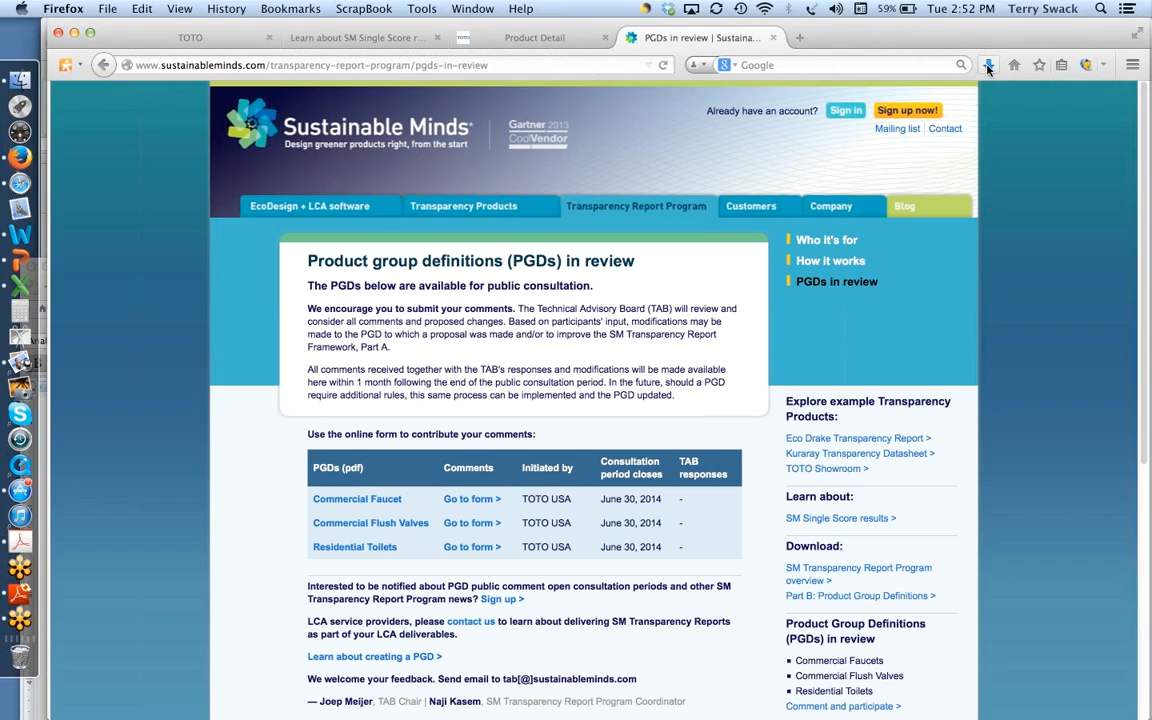 Firefox File Edit View History Bookmarks ScrapBook Tools Window Help 59% Tue 2:52 PM Terry Swack
TOTO
Learn about SM Single Score r...
Product Detail
PGDs in review | Sustaina...
www.sustainableminds.com/transparency-report-program/pgds-in-review
Google
Sustainable Minds
Design greener products right, from the start
Gartner 2013
CoolVendor
Already have an account? Sign in Sign up now!
Mailing list | Contact
EcoDesign + LCA software
Transparency Products
Transparency Report Program
Customers
Company
Blog
Product group definitions (PGDs) in review
The PGDs below are available for public consultation.
We encourage you to submit your comments. The Technical Advisory Board (TAB) will review and
consider all comments and proposed changes. Based on participants' input, modifications may be
made to the PGD to which a proposal was made and/or to improve the SM Transparency Report
Framework, Part A.
All comments received together with the TAB's responses and modifications will be made available
here within 1 month following the end of the public consultation period. In the future, should a PGD
require additional rules, this same process can be implemented and the PGD updated.
Who it's for
How it works
PGDs in review
Use the online form to contribute your comments:
PGDs (pdf) Comments Initiated by Consultation period closes TAB responses
Commercial Faucet Go to form > TOTO USA June 30, 2014 -
Commercial Flush Valves Go to form > TOTO USA June 30, 2014 -
Residential Toilets Go to form > TOTO USA June 30, 2014 -
Interested to be notified about PGD public comment open consultation periods and other SM
Transparency Report Program news? Sign up >
LCA service providers, please contact us to learn about delivering SM Transparency Reports
as part of your LCA deliverables.
Learn about creating a PGD >
We welcome your feedback. Send email to tab[@]sustainableminds.com
— Joep Meijer, TAB Chair | Naji Kasem, SM Transparency Report Program Coordinator
Explore example Transparency
Products:
Eco Drake Transparency Report >
Kuraray Transparency Datasheet >
TOTO Showroom >
Learn about:
SM Single Score results >
Download:
SM Transparency Report Program
overview >
Part B: Product Group Definitions >
Product Group Definitions
(PGDs) in review
Commercial Faucets
Commercial Flush Valves
Residential Toilets
Comment and participate >